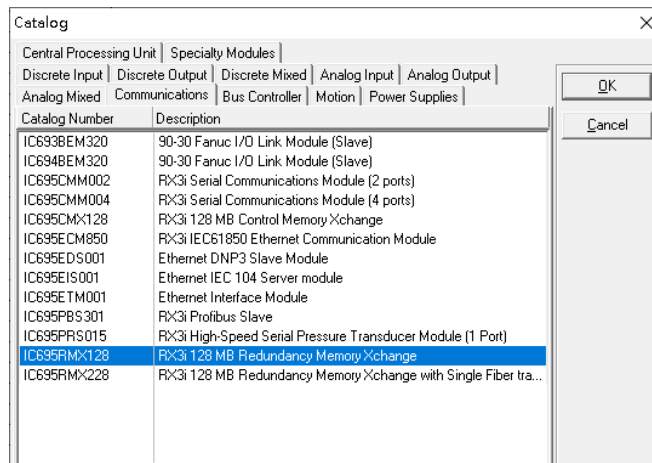 Catalog
Central Processing Unit Specialty Modules
Discrete Input Discrete Output Discrete Mixed Analog Input Analog Output
Analog Mixed Communications Bus Controller Motion Power Supplies
OK
Cancel
Catalog Number Description
IC693BEM320 90-30 Fanuc I/O Link Module (Slave)
IC694BEM320 90-30 Fanuc I/O Link Module (Slave)
IC695CMM002 RX3i Serial Communications Module (2 ports)
IC695CMM004 RX3i Serial Communications Module (4 ports)
IC695CMX128 RX3i 128 MB Control Memory Xchange
IC695ECM850 RX3i IEC61850 Ethernet Communication Module
IC695EDS001 Ethernet DNP3 Slave Module
IC695EIS001 Ethernet IEC 104 Server module
IC695ETM001 Ethernet Interface Module
IC695PBS301 RX3i Profibus Slave
IC695PRS015 RX3i High-Speed Serial Pressure Transducer Module (1 Port)
IC695RMX128 RX3i 128 MB Redundancy Memory Xchange
IC695RMX228 RX3i 128 MB Redundancy Memory Xchange with Single Fiber tra...